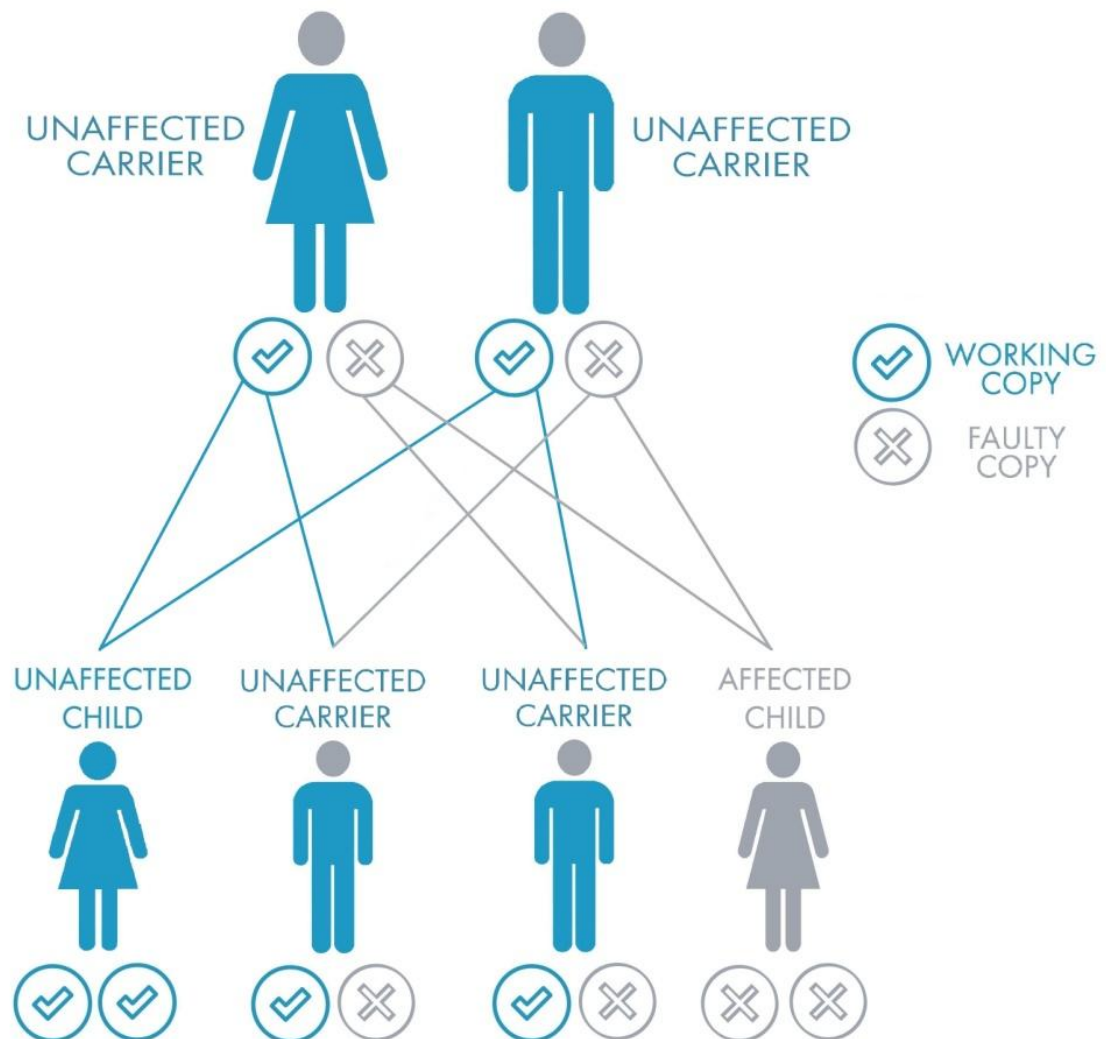 UNAFFECTED
CARRIER
UNAFFECTED
CARRIER
WORKING
COPY
FAULTY
COPY
UNAFFECTED
CHILD
UNAFFECTED
CARRIER
UNAFFECTED
CARRIER
AFFECTED
CHILD